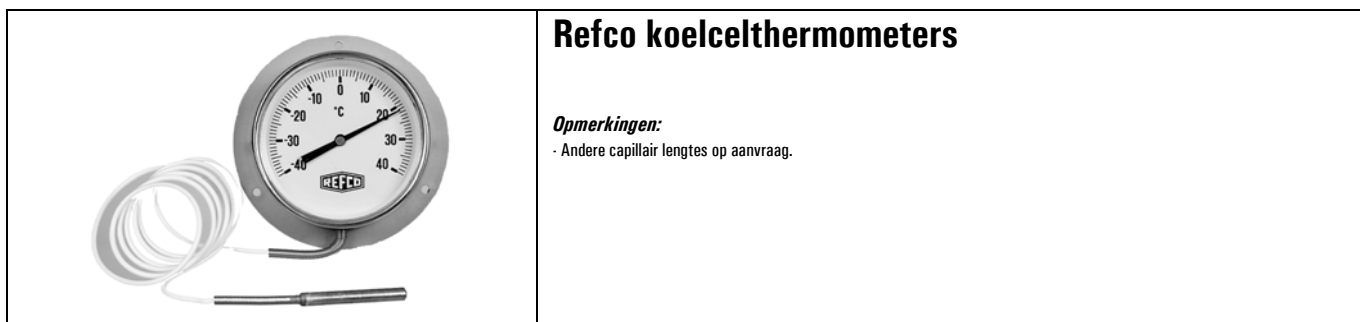 Refco koelcelthermometers
Opmerkingen:
- Andere capillair lengtes op aanvraag.
0
-10 10
°C
-20 20
-30 30
-40 40
REFCO